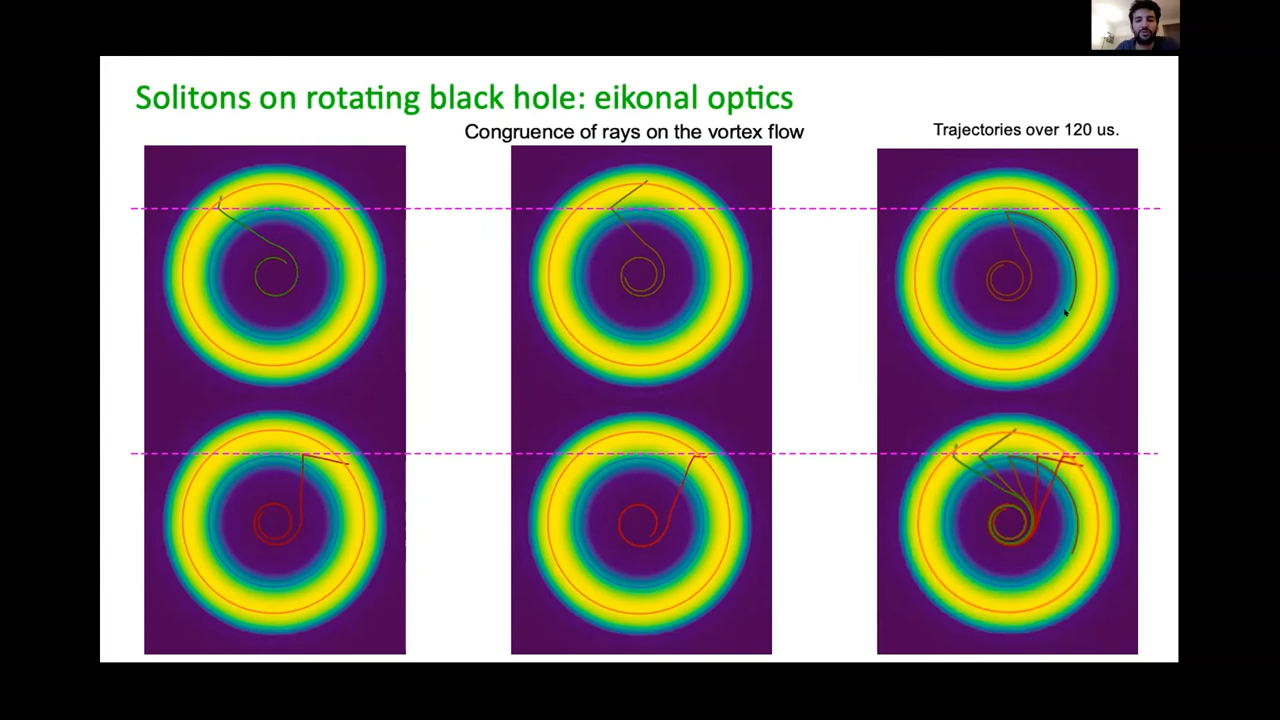 Solitons on rotating black hole: eikonal optics
Congruence of rays on the vortex flow
Trajectories over 120 us.